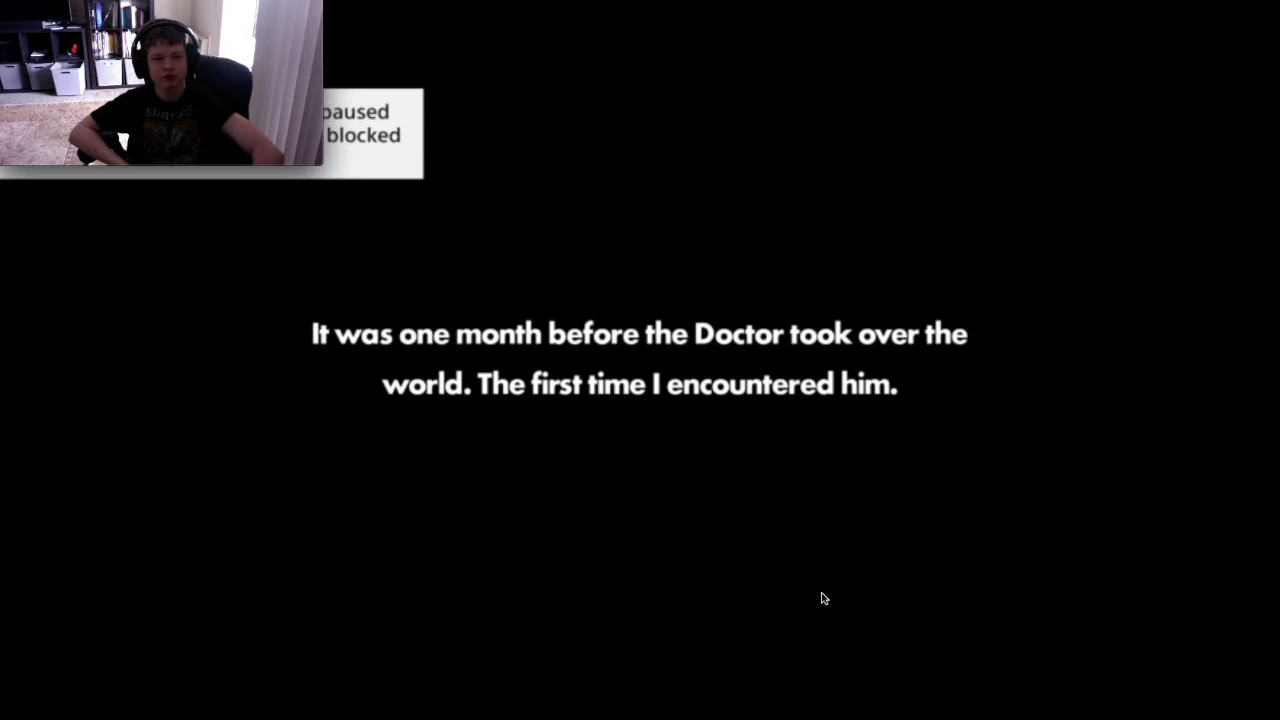 paused
blocked
It was one month before the Doctor took over the
world. The first time I encountered him.